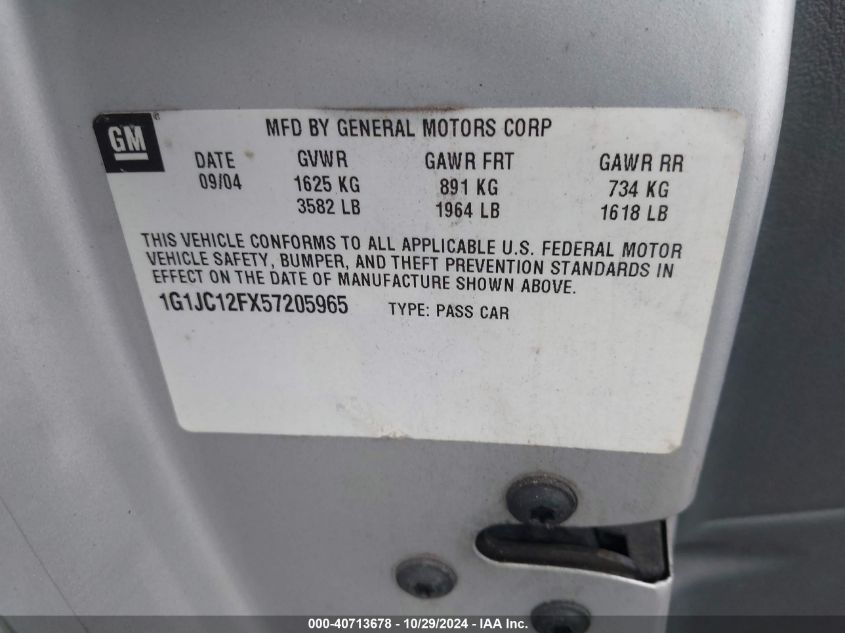 GM
MFD BY GENERAL MOTORS CORP
DATE GVWR GAWR FRT GAWR RR
09/04 1625 KG 891 KG 734 KG
3582 LB 1964 LB 1618 LB
THIS VEHICLE CONFORMS TO ALL APPLICABLE U.S. FEDERAL MOTOR
VEHICLE SAFETY, BUMPER, AND THEFT PREVENTION STANDARDS IN
EFFECT ON THE DATE OF MANUFACTURE SHOWN ABOVE.
1G1JC12FX57205965 TYPE: PASS CAR
000-40713678 - 10/29/2024 - IAA Inc.